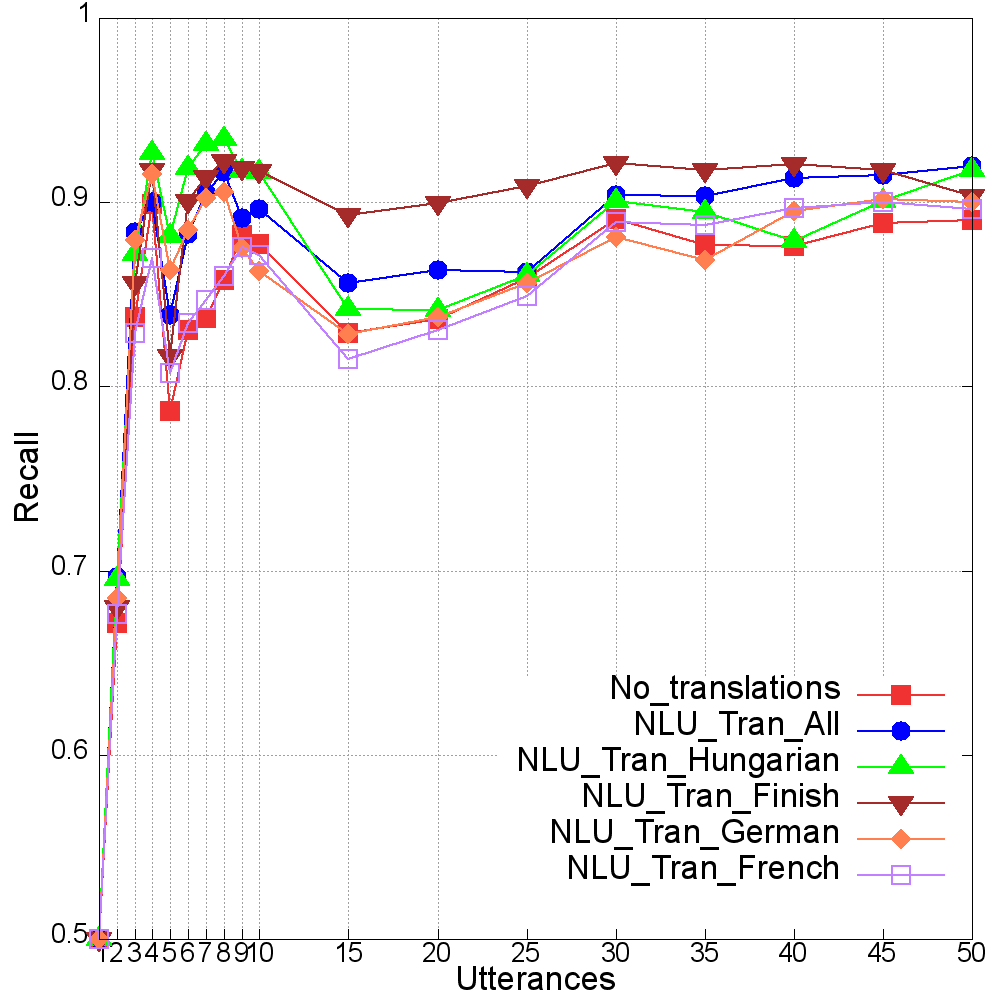 1
0.9
0.8
0.7
0.6
0.5
Recall
No_translations
NLU_Tran_All
NLU_Tran_Hungarian
NLU_Tran_Finish
NLU_Tran_German
NLU_Tran_French
1 2 3 4 5 6 7 8 9 10 15 20 25 30 35 40 45 50
Utterances